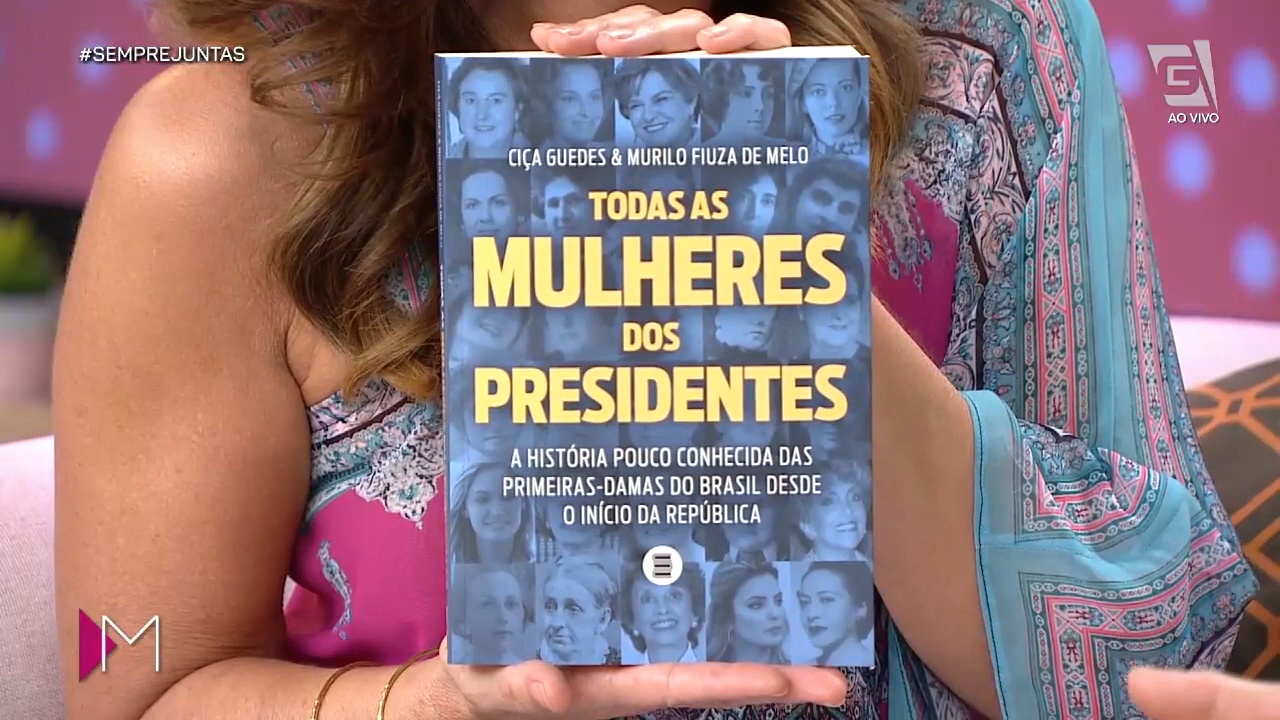 #SEMPREJUNTAS
G
AO VIVO
CIÇA GUEDES & MURILO FIUZA DE MELO
TODAS AS
MULHERES
DOS
PRESIDENTES
A HISTÓRIA POUCO CONHECIDA DAS
PRIMEIRAS-DAMAS DO BRASIL DESDE
O INÍCIO DA REPÚBLICA
M